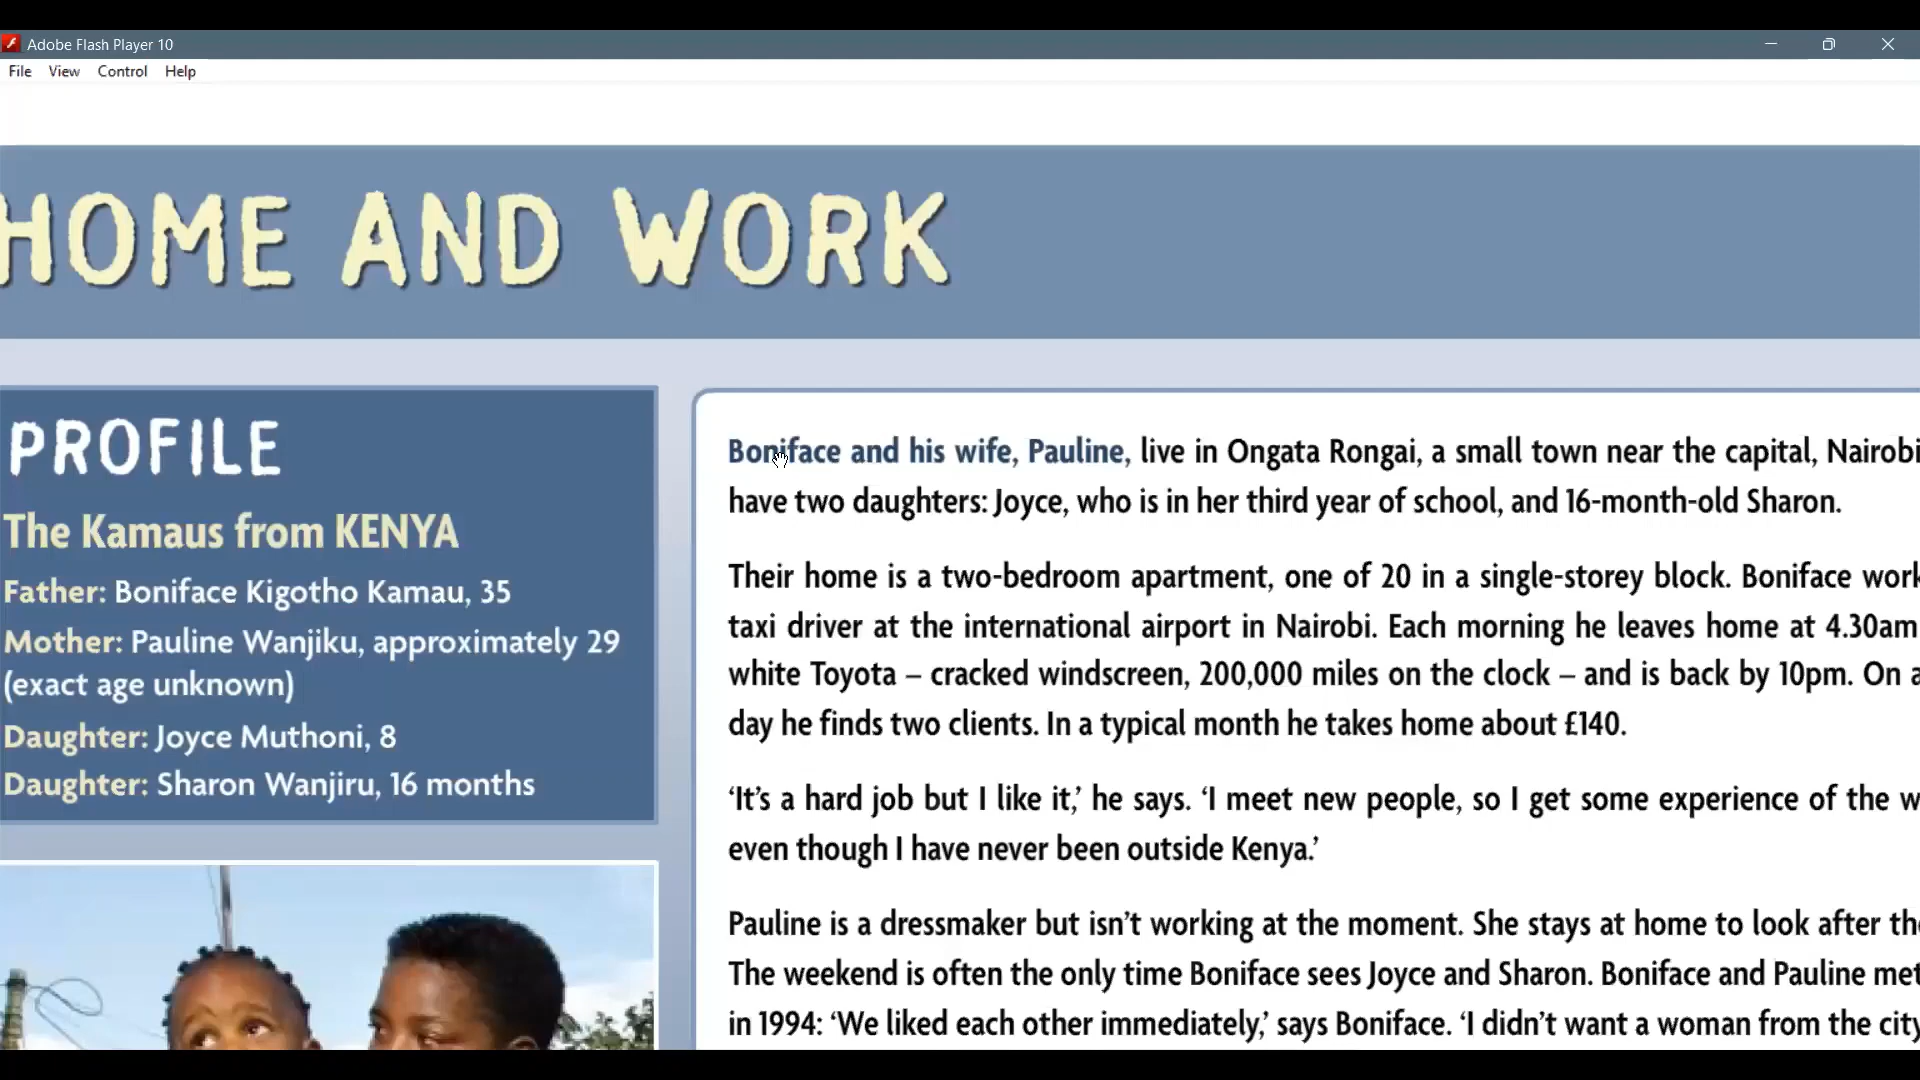 Adobe Flash Player 10
File View Control Help
HOME AND WORK
PROFILE
The Kamaus from KENYA
Father: Boniface Kigotho Kamau, 35
Mother: Pauline Wanjiku, approximately 29
(exact age unknown)
Daughter: Joyce Muthoni, 8
Daughter: Sharon Wanjiru, 16 months
Boniface and his wife, Pauline, live in Ongata Rongai, a small town near the capital, Nairobi
have two daughters: Joyce, who is in her third year of school, and 16-month-old Sharon.
Their home is a two-bedroom apartment, one of 20 in a single-storey block. Boniface work
taxi driver at the international airport in Nairobi. Each morning he leaves home at 4.30am
white Toyota – cracked windscreen, 200,000 miles on the clock – and is back by 10pm. On a
day he finds two clients. In a typical month he takes home about £140.
‘It’s a hard job but I like it,’ he says. ‘I meet new people, so I get some experience of the w
even though I have never been outside Kenya.’
Pauline is a dressmaker but isn’t working at the moment. She stays at home to look after the
The weekend is often the only time Boniface sees Joyce and Sharon. Boniface and Pauline met
in 1994: ‘We liked each other immediately,’ says Boniface. ‘I didn’t want a woman from the city